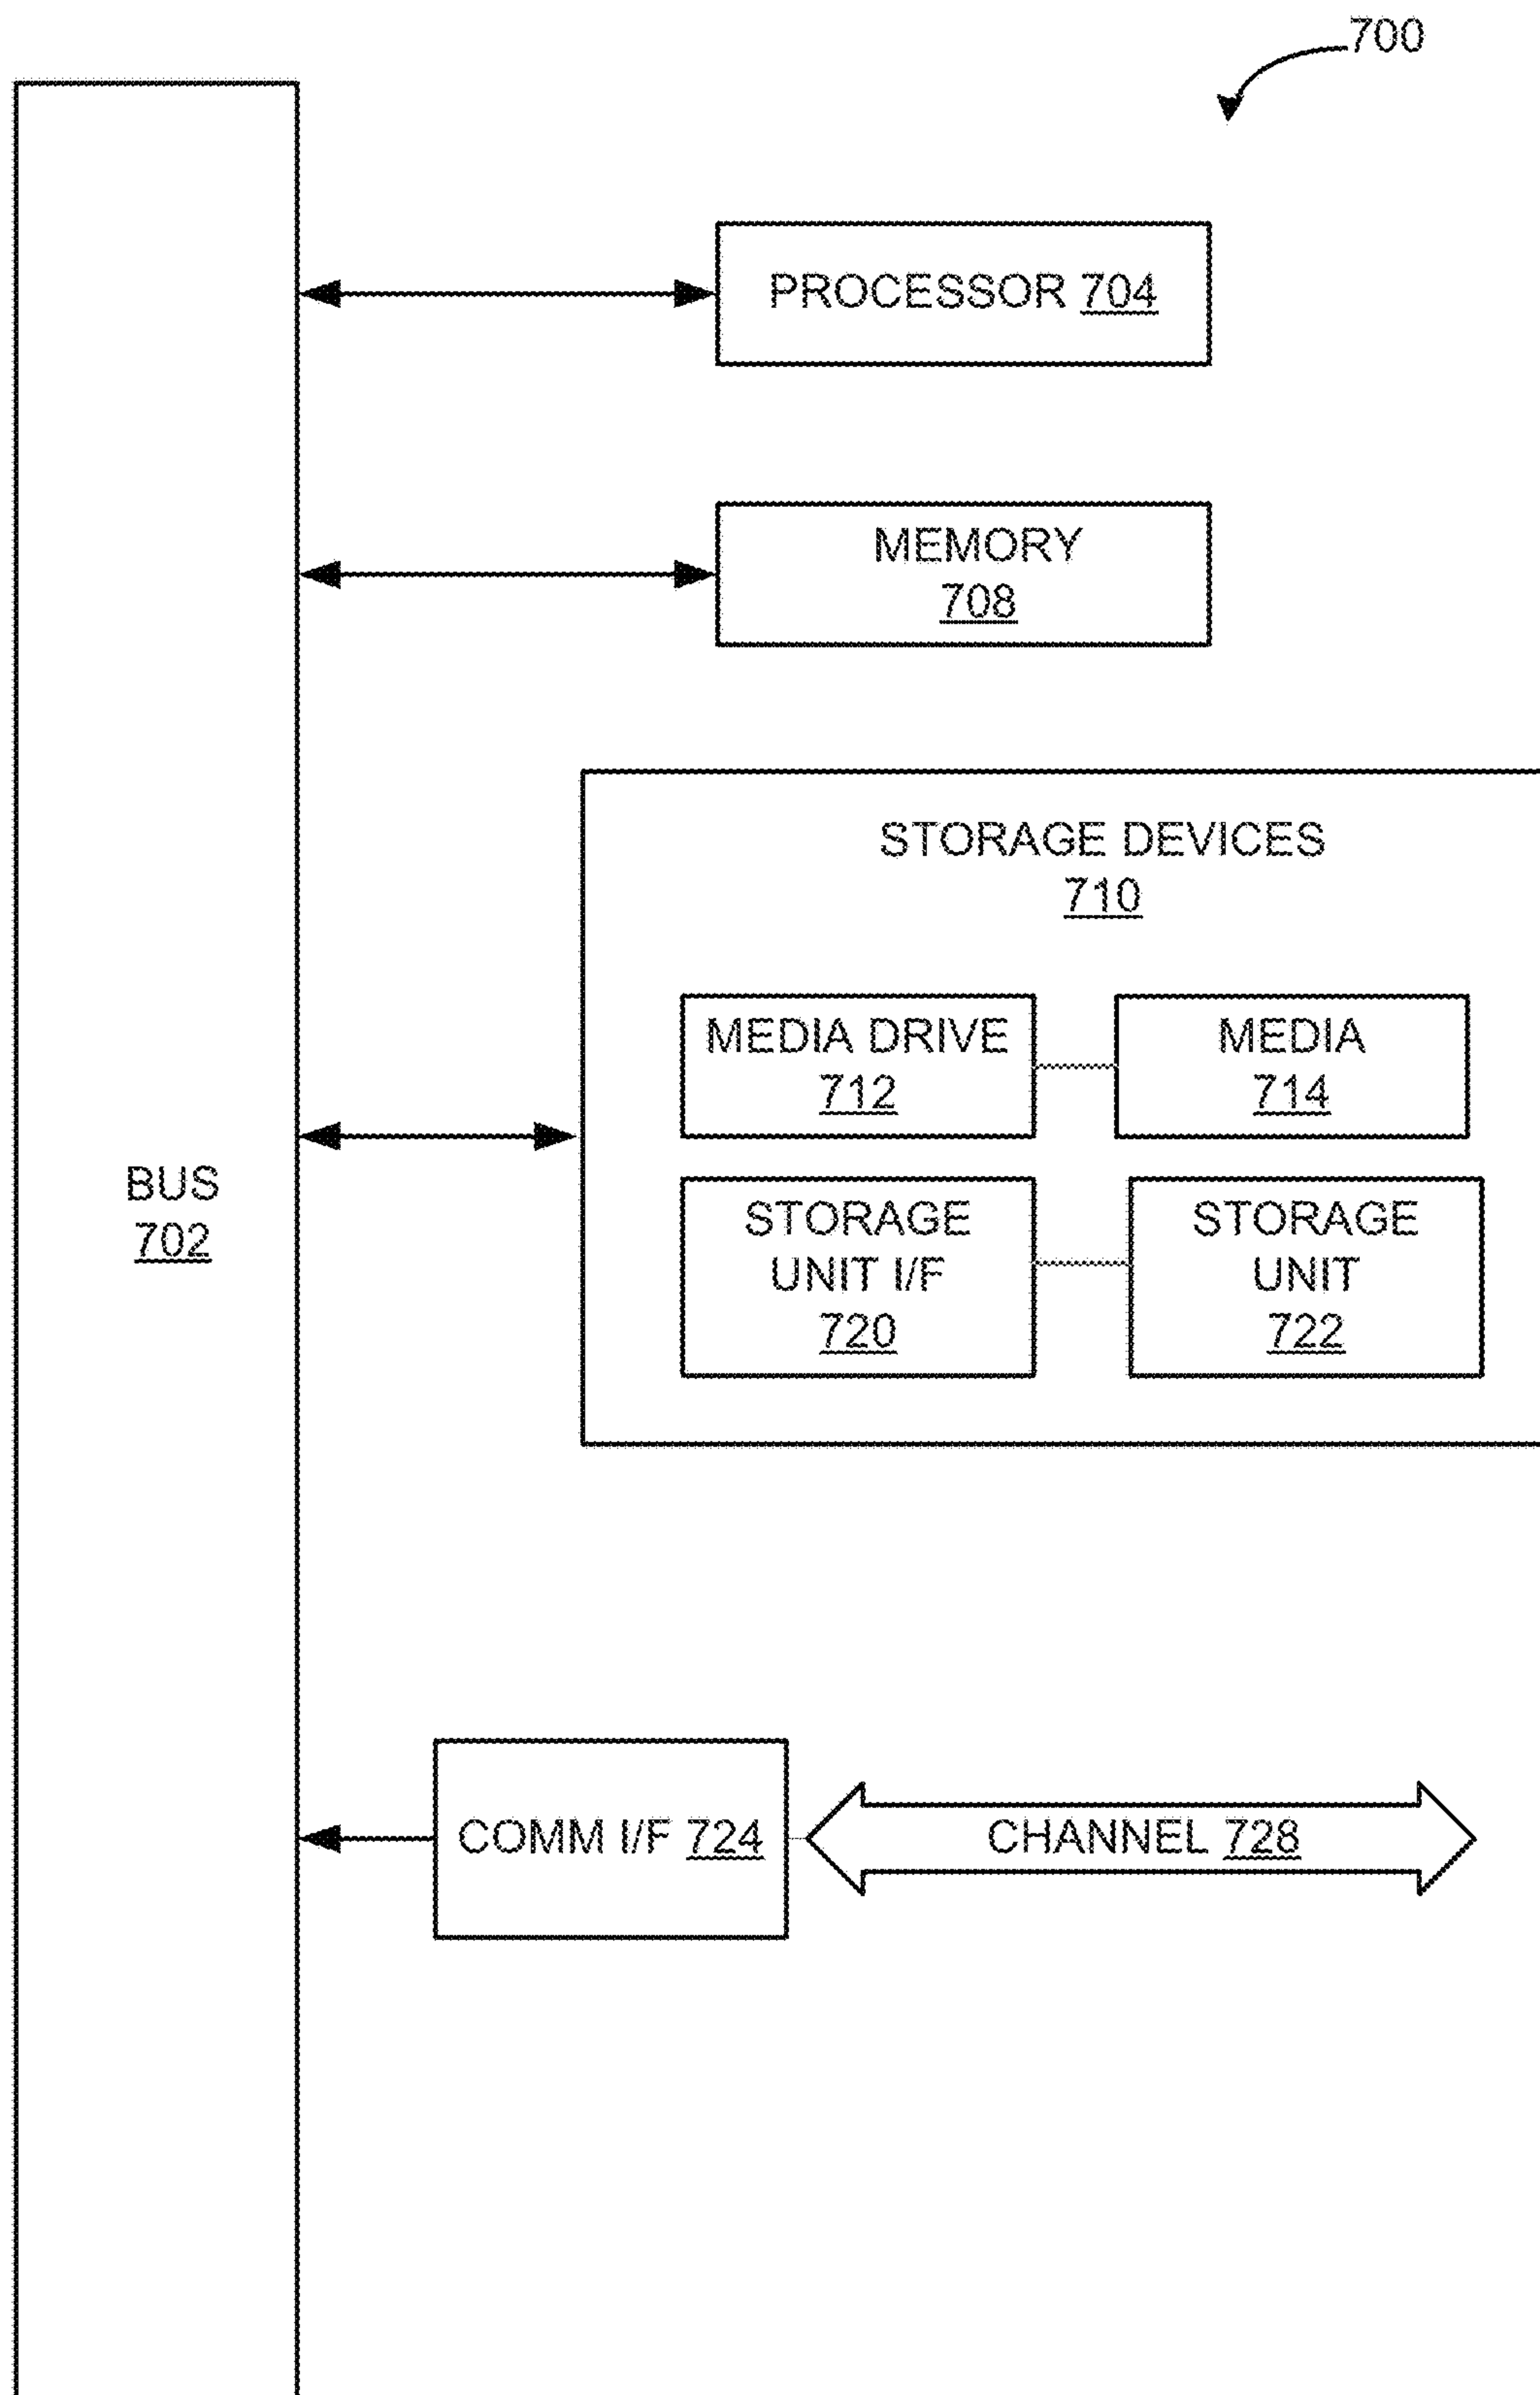 700
PROCESSOR 704
MEMORY
708
STORAGE DEVICES
710
MEDIA DRIVE
712
MEDIA
714
BUS
702
STORAGE
UNIT I/F
720
STORAGE
UNIT
722
COMM I/F 724
CHANNEL 728